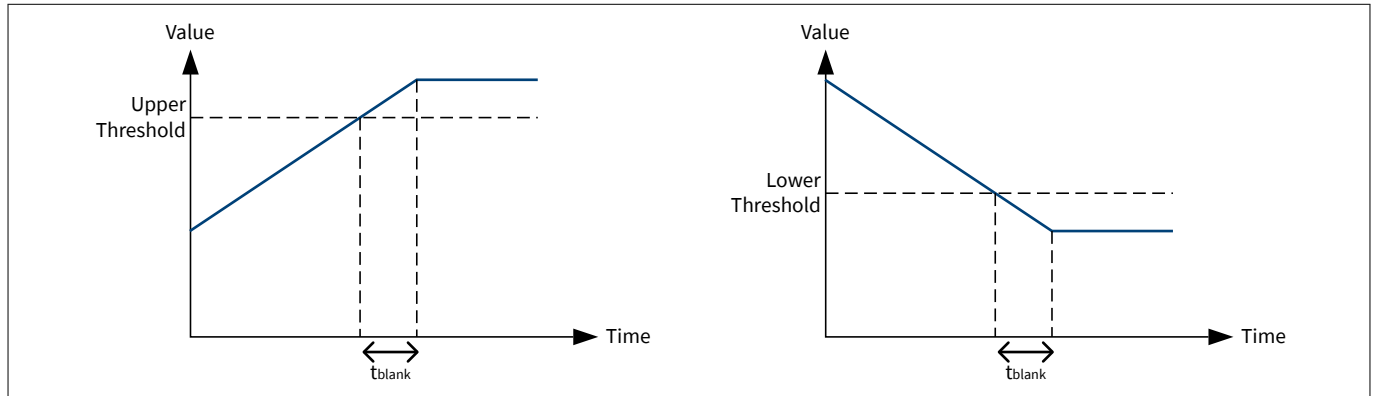 Value
Upper
Threshold
Time
tblank
Value
Lower
Threshold
Time
tblank